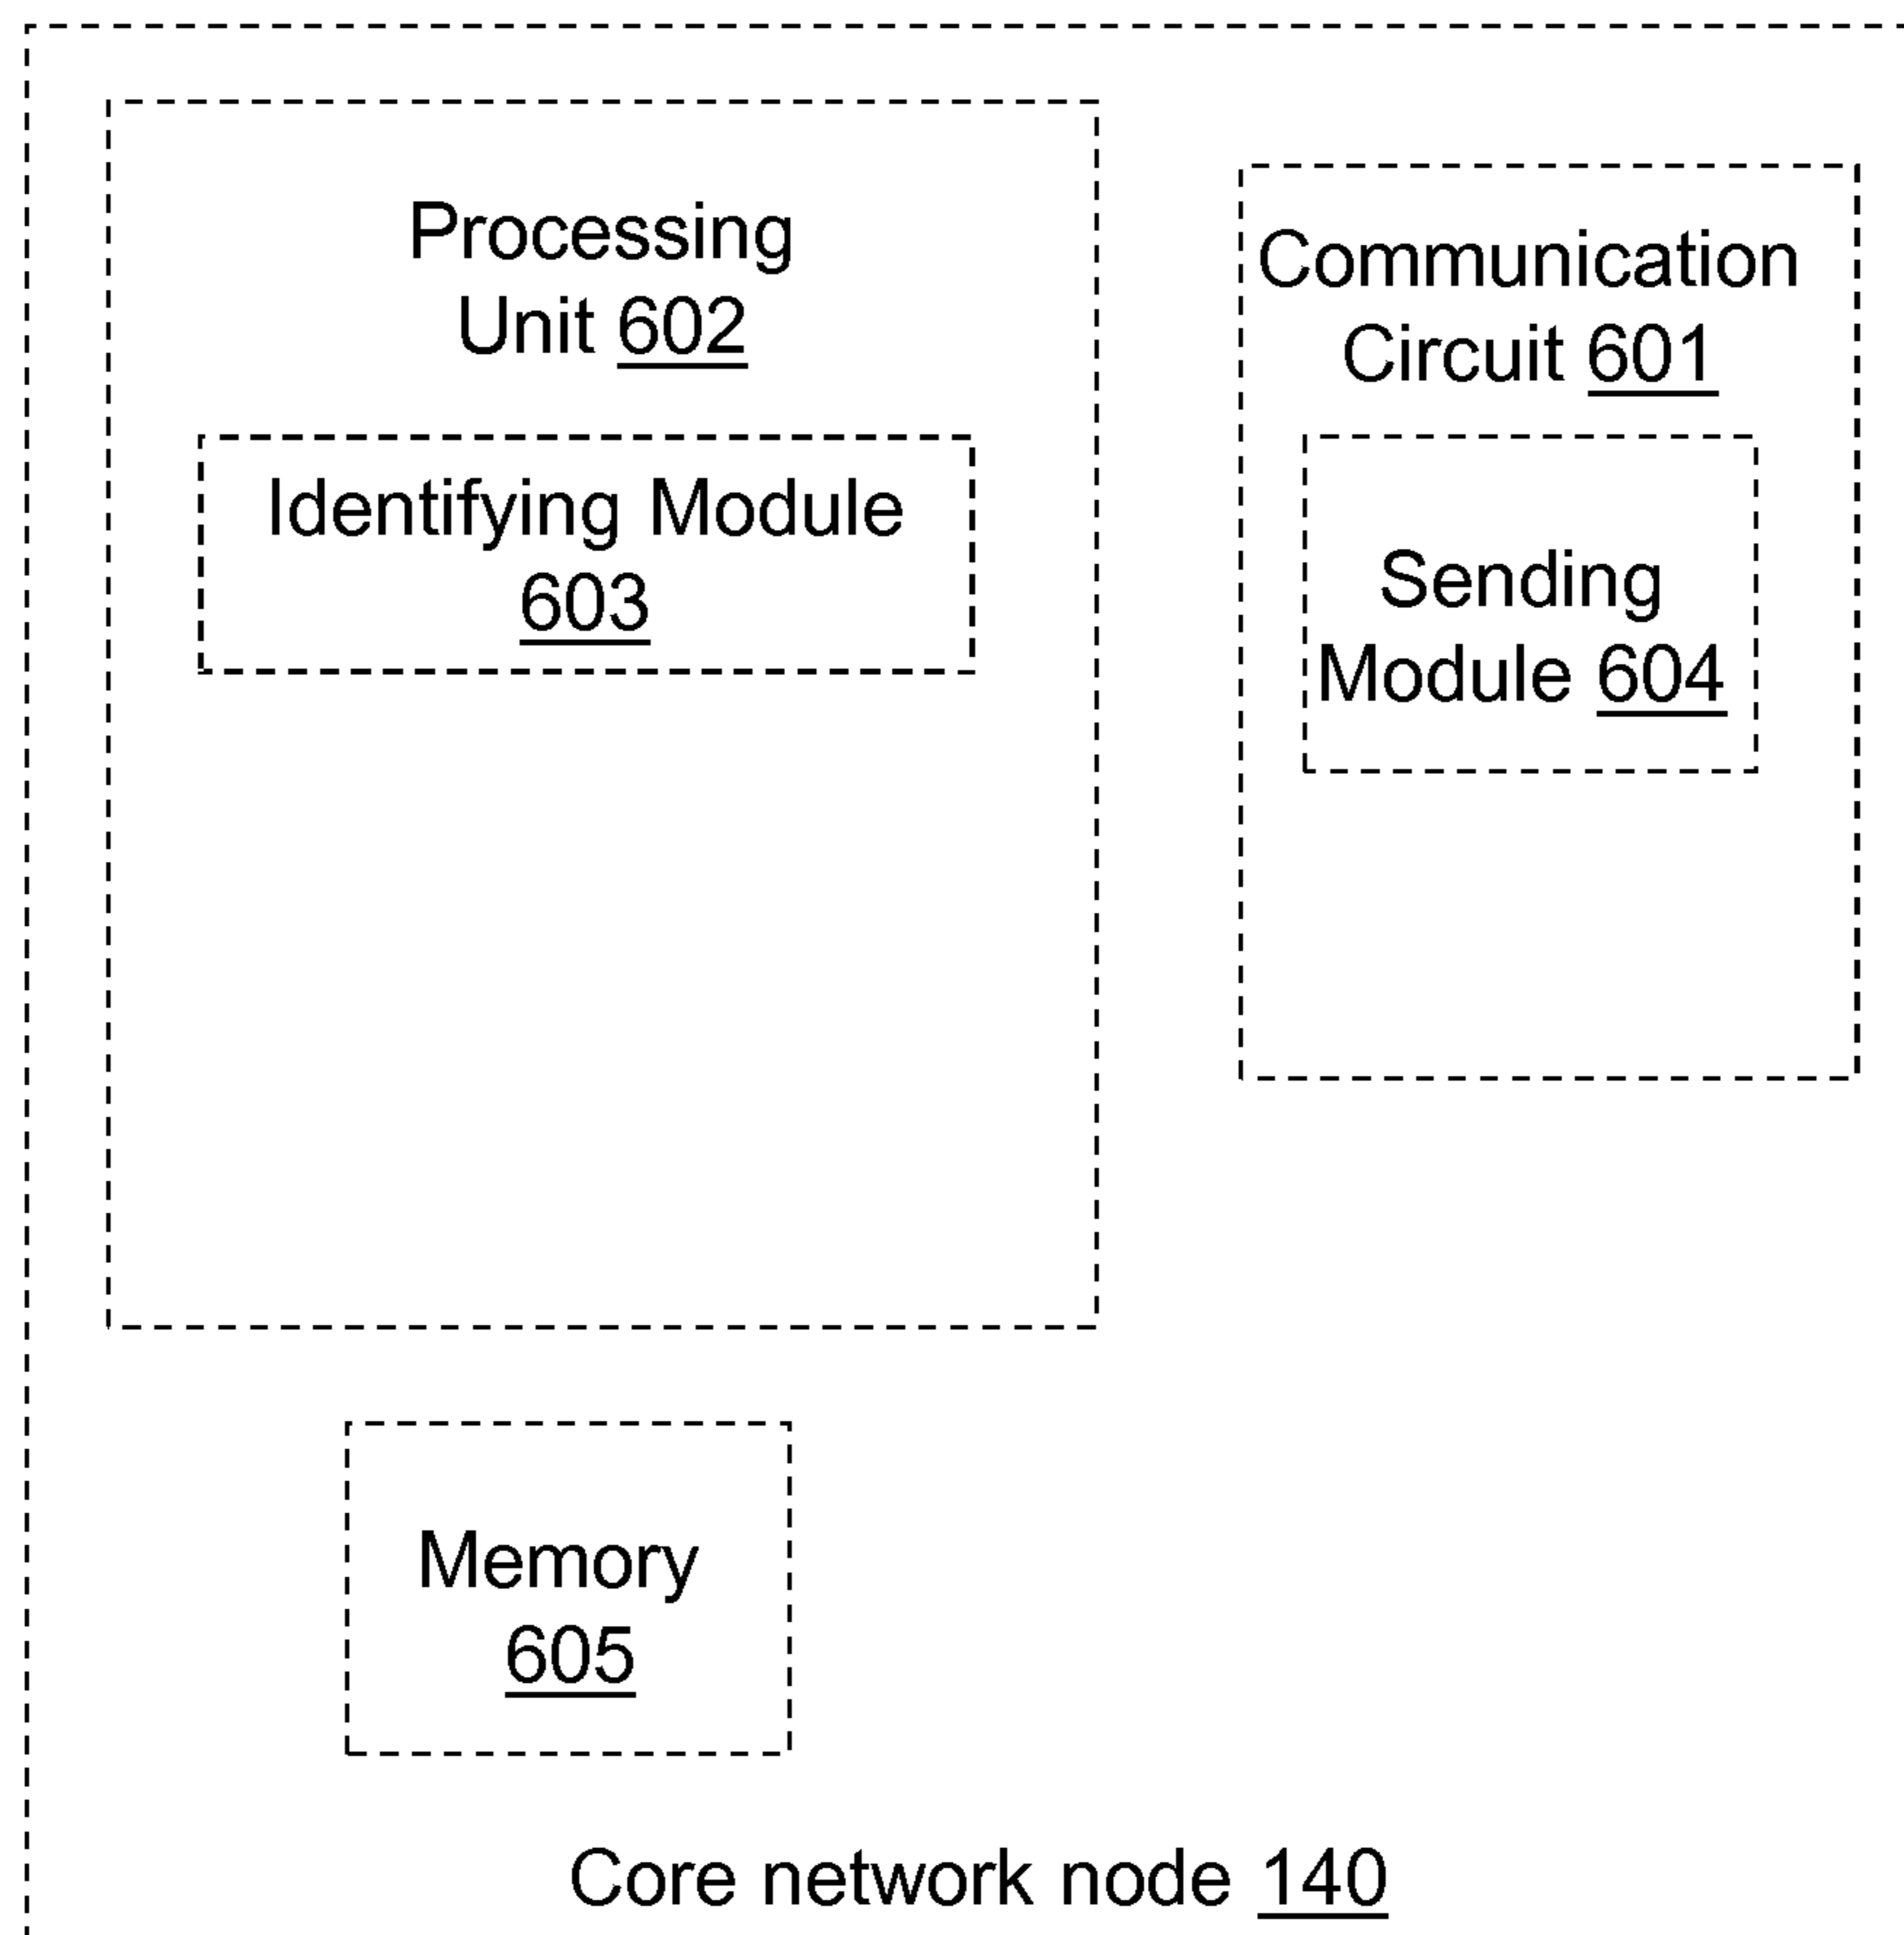 Processing
Unit 602
Identifying Module
603
Communication
Circuit 601
Sending
Module 604
Memory
605
Core network node 140